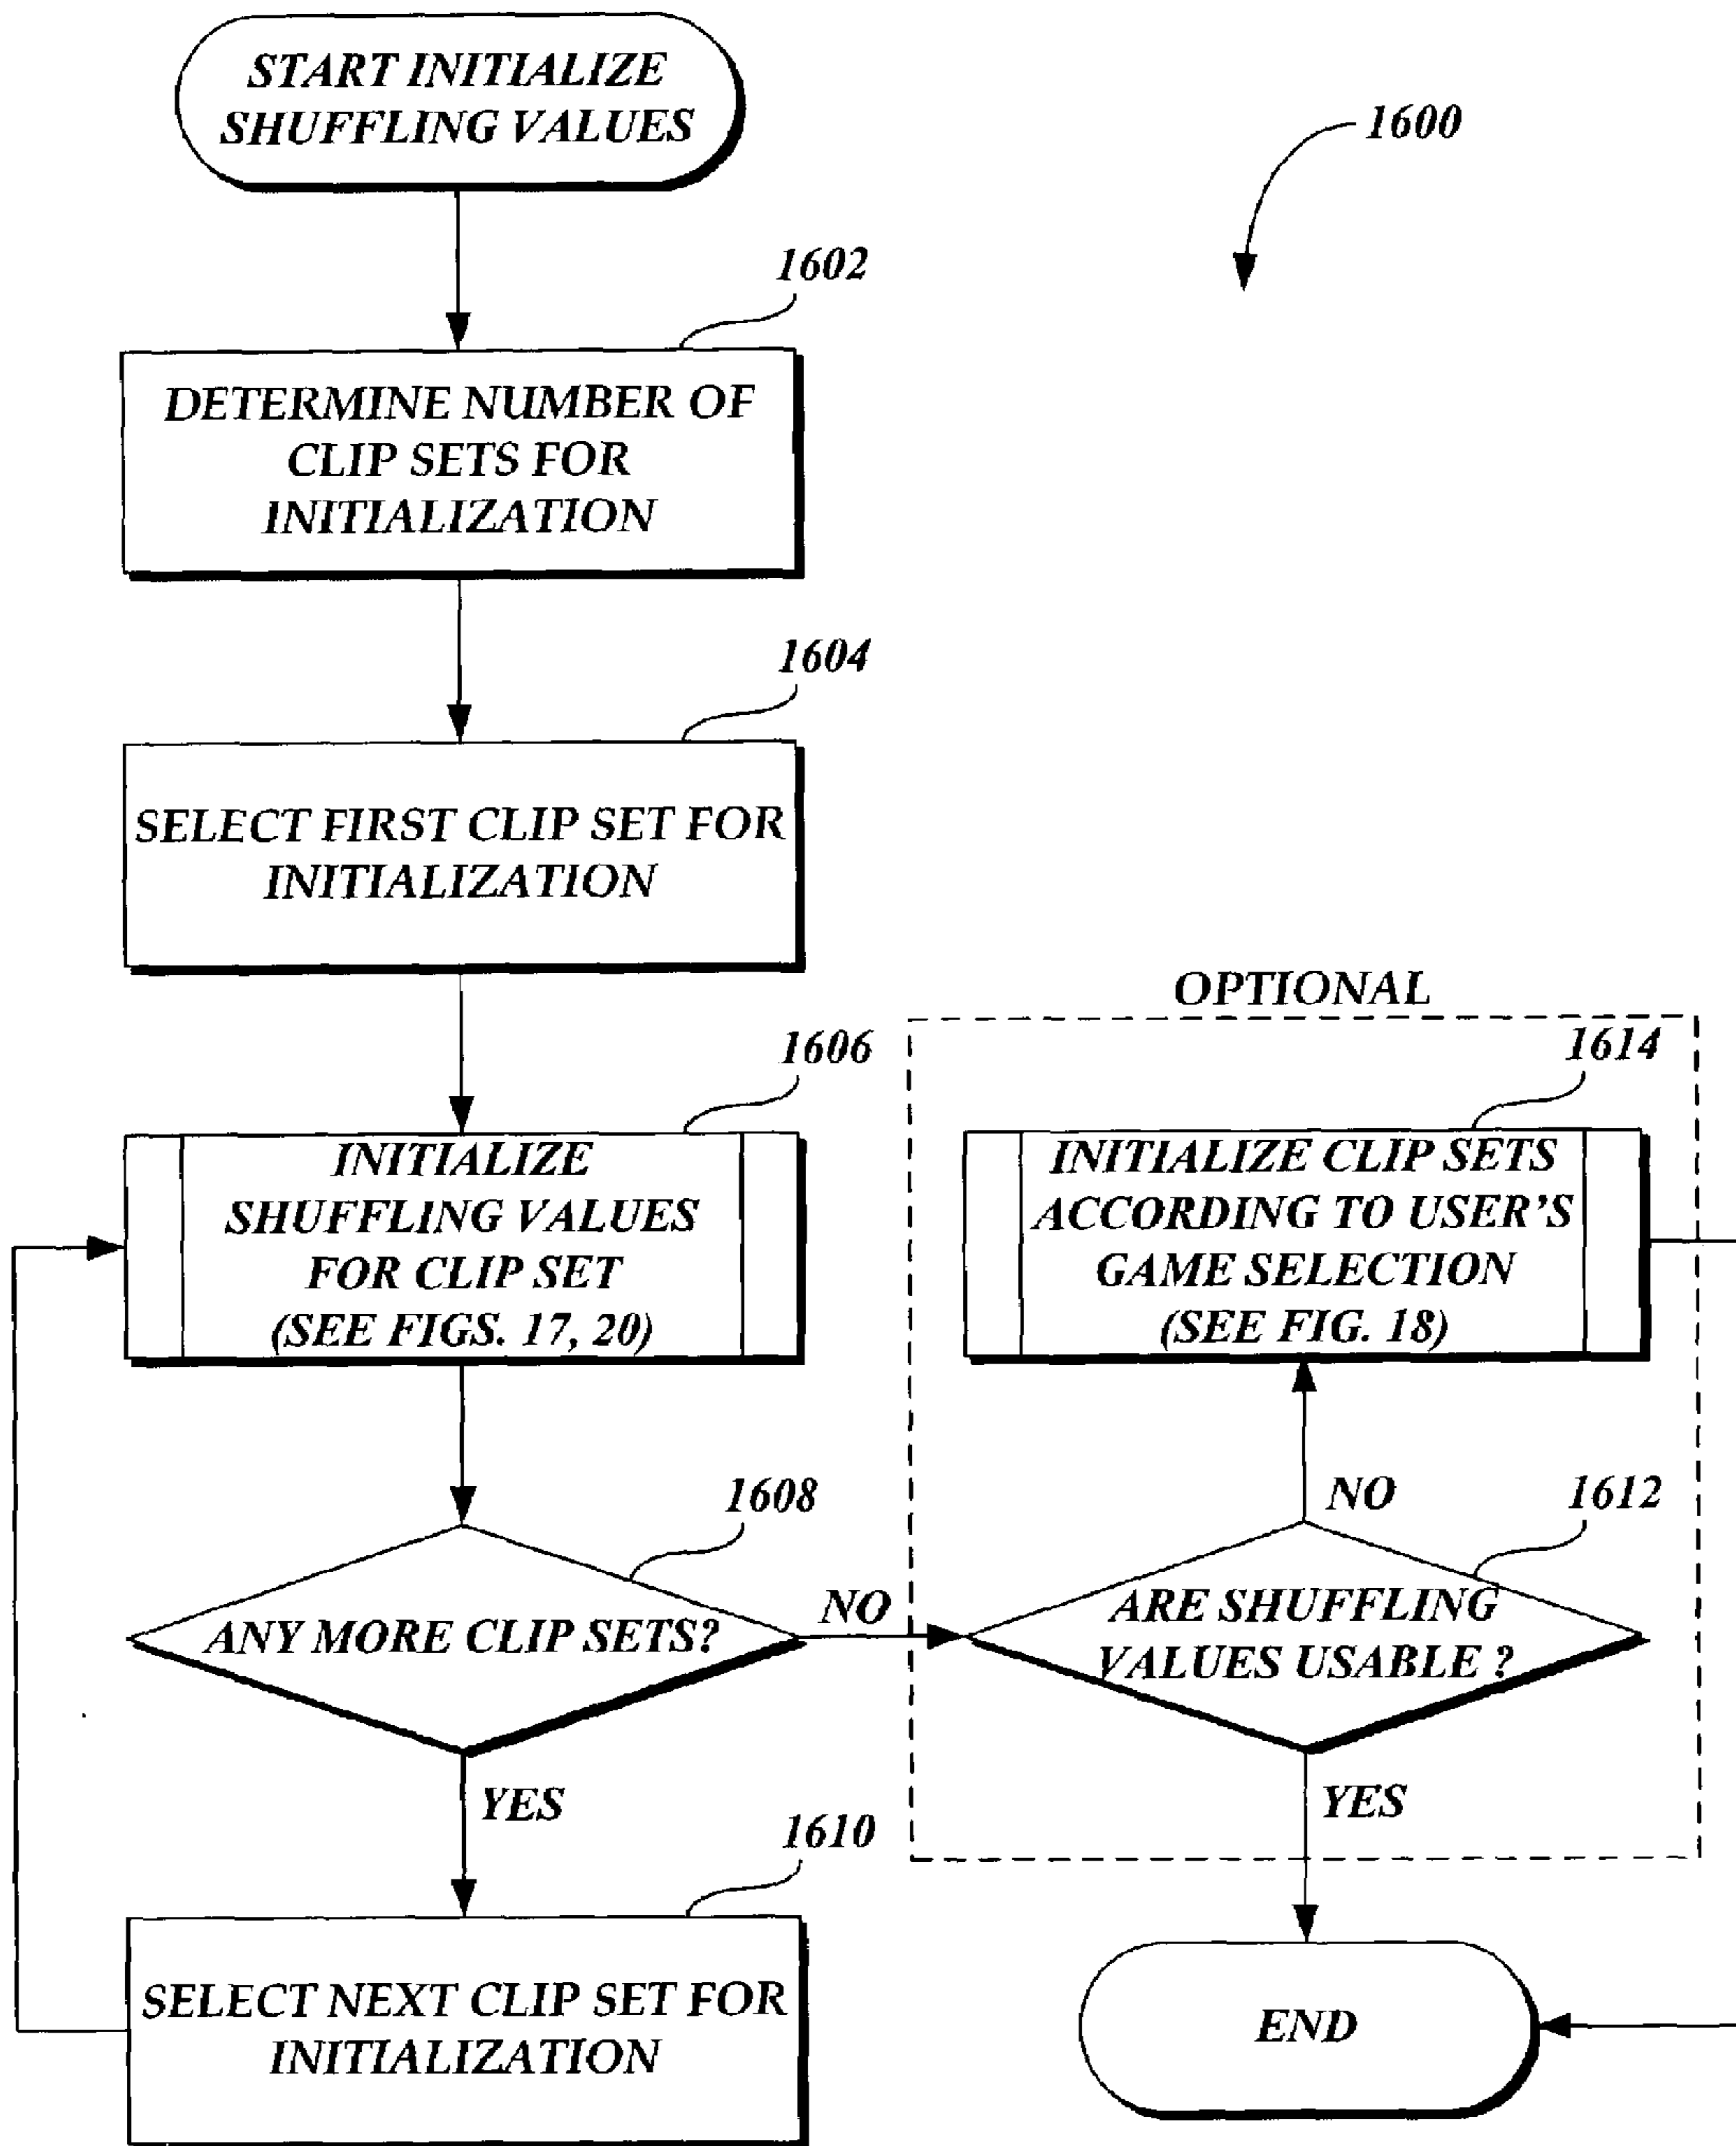 START INITIALIZE
SHUFFLING VALUES
1600
1602
DETERMINE NUMBER OF
CLIP SETS FOR
INITIALIZATION
1604
SELECT FIRST CLIP SET FOR
INITIALIZATION
OPTIONAL
1606
INITIALIZE
SHUFFLING VALUES
FOR CLIP SET
(SEE FIGS. 17, 20)
1614
INITIALIZE CLIP SETS
ACCORDING TO USER'S
GAME SELECTION
(SEE FIG. 18)
1608
ANY MORE CLIP SETS?
NO
NO
1612
ARE SHUFFLING
VALUES USABLE ?
YES
YES
1610
SELECT NEXT CLIP SET FOR
INITIALIZATION
END